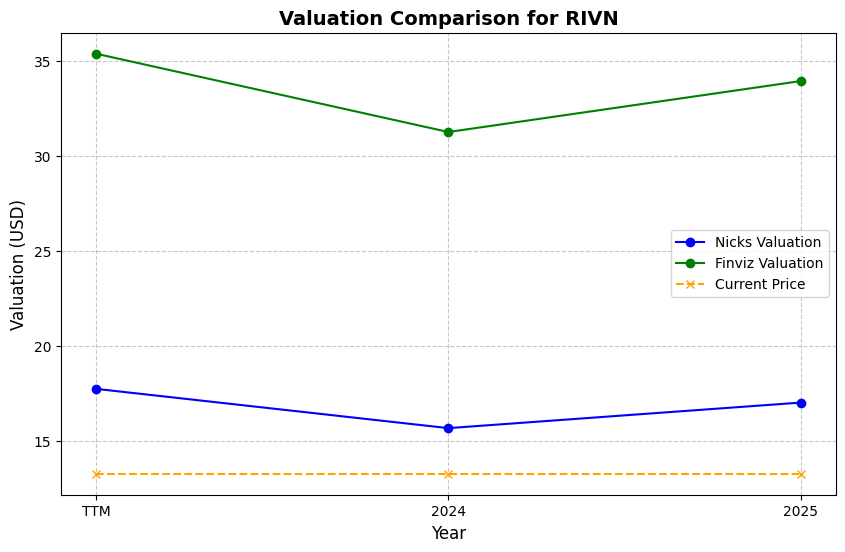 Valuation Comparison for RIVN
Valuation (USD)
35
30
25
20
15
Nicks Valuation
Finviz Valuation
Current Price
TTM
2024
2025
Year